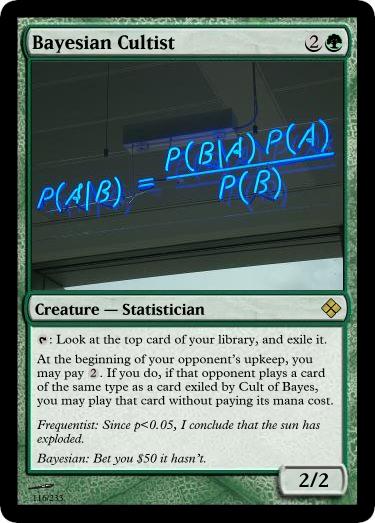 Bayesian Cultist 2
P(A|B) = P(B|A) P(A) / P(B)
Creature — Statistician
: Look at the top card of your library, and exile it.
At the beginning of your opponent's upkeep, you
may pay 2. If you do, if that opponent plays a card
of the same type as a card exiled by Cult of Bayes,
you may play that card without paying its mana cost.
Frequentist: Since p<0.05, I conclude that the sun has
exploded.
Bayesian: Bet you $50 it hasn't.
2/2
116/235